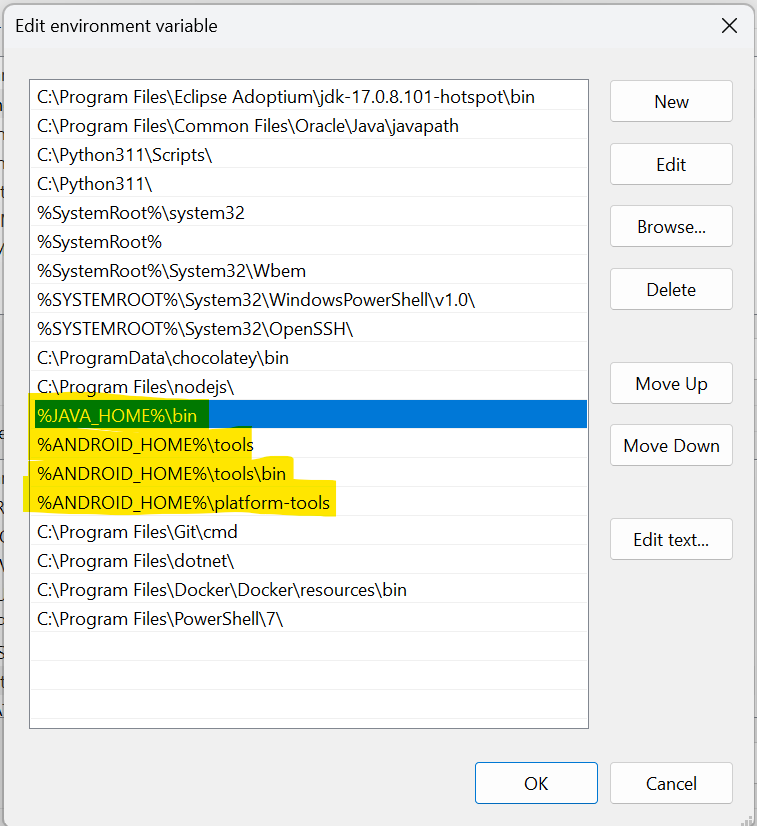 Edit environment variable
C:\Program Files\Eclipse Adoptium\jdk-17.0.8.101-hotspot\bin
C:\Program Files\Common Files\Oracle\Java\javapath
C:\Python311\Scripts\
C:\Python311\
%SystemRoot%\system32
%SystemRoot%
%SystemRoot%\System32\Wbem
%SYSTEMROOT%\System32\WindowsPowerShell\v1.0\
%SYSTEMROOT%\System32\OpenSSH\
C:\ProgramData\chocolatey\bin
C:\Program Files\nodejs\
%JAVA_HOME%\bin
%ANDROID_HOME%\tools
%ANDROID_HOME%\tools\bin
%ANDROID_HOME%\platform-tools
C:\Program Files\Git\cmd
C:\Program Files\dotnet\
C:\Program Files\Docker\Docker\resources\bin
C:\Program Files\PowerShell\7\
New
Edit
Browse...
Delete
Move Up
Move Down
Edit text...
OK
Cancel